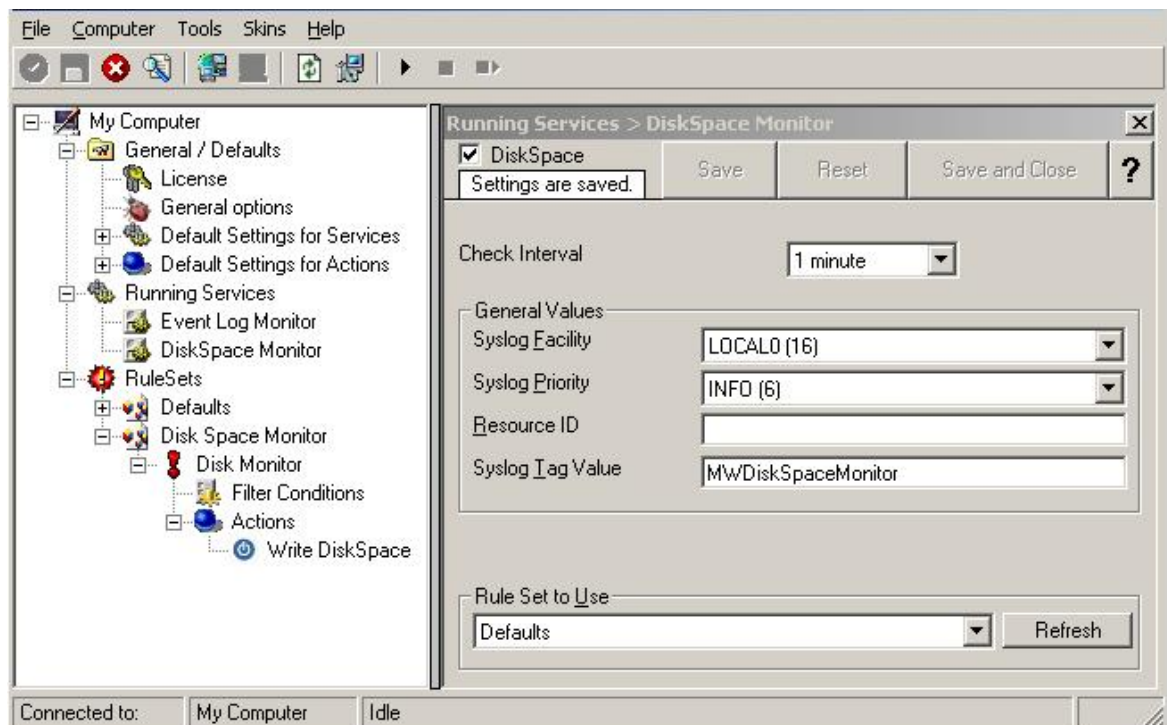 File Computer Tools Skins Help
My Computer
General / Defaults
License
General options
Default Settings for Services
Default Settings for Actions
Running Services
Event Log Monitor
DiskSpace Monitor
RuleSets
Defaults
Disk Space Monitor
Disk Monitor
Filter Conditions
Actions
Write DiskSpace
Running Services > DiskSpace Monitor
DiskSpace
Settings are saved.
Save Reset Save and Close ?
Check Interval 1 minute
General Values
Syslog Facility LOCAL0 (16)
Syslog Priority INFO (6)
Resource ID
Syslog Tag Value MWDiskSpaceMonitor
Rule Set to Use
Defaults Refresh
Connected to: My Computer Idle